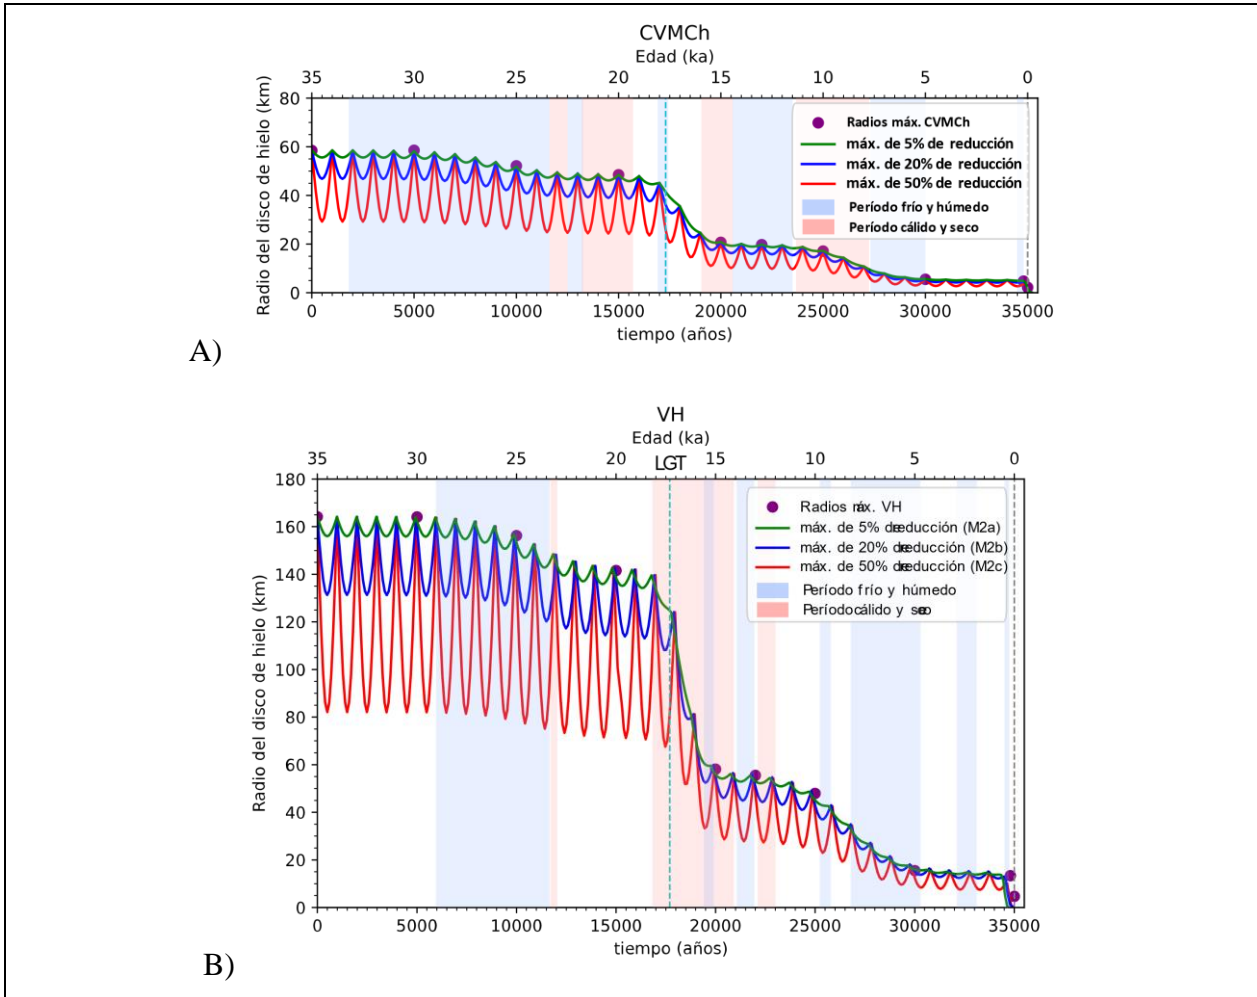 CVMCh
Edad (ka)
35 30 25 20 15 10 5 0
80
60
40
20
0
Radio del disco de hielo (km)
Radios máx. CVMCh
máx. de 5% de reducción
máx. de 20% de reducción
máx. de 50% de reducción
Período frío y húmedo
Período cálido y seco
0 5000 10000 15000 20000 25000 30000 35000
tiempo (años)
A)
VH
Edad (ka)
35 30 25 20 15 10 5 0
LGT
180
160
140
120
100
80
60
40
20
0
Radio del disco de hielo (km)
Radios máx. VH
máx. de 5% de reducción (M2a)
máx. de 20% de reducción (M2b)
máx. de 50% de reducción (M2c)
Período frío y húmedo
Período cálido y seco
0 5000 10000 15000 20000 25000 30000 35000
tiempo (años)
B)